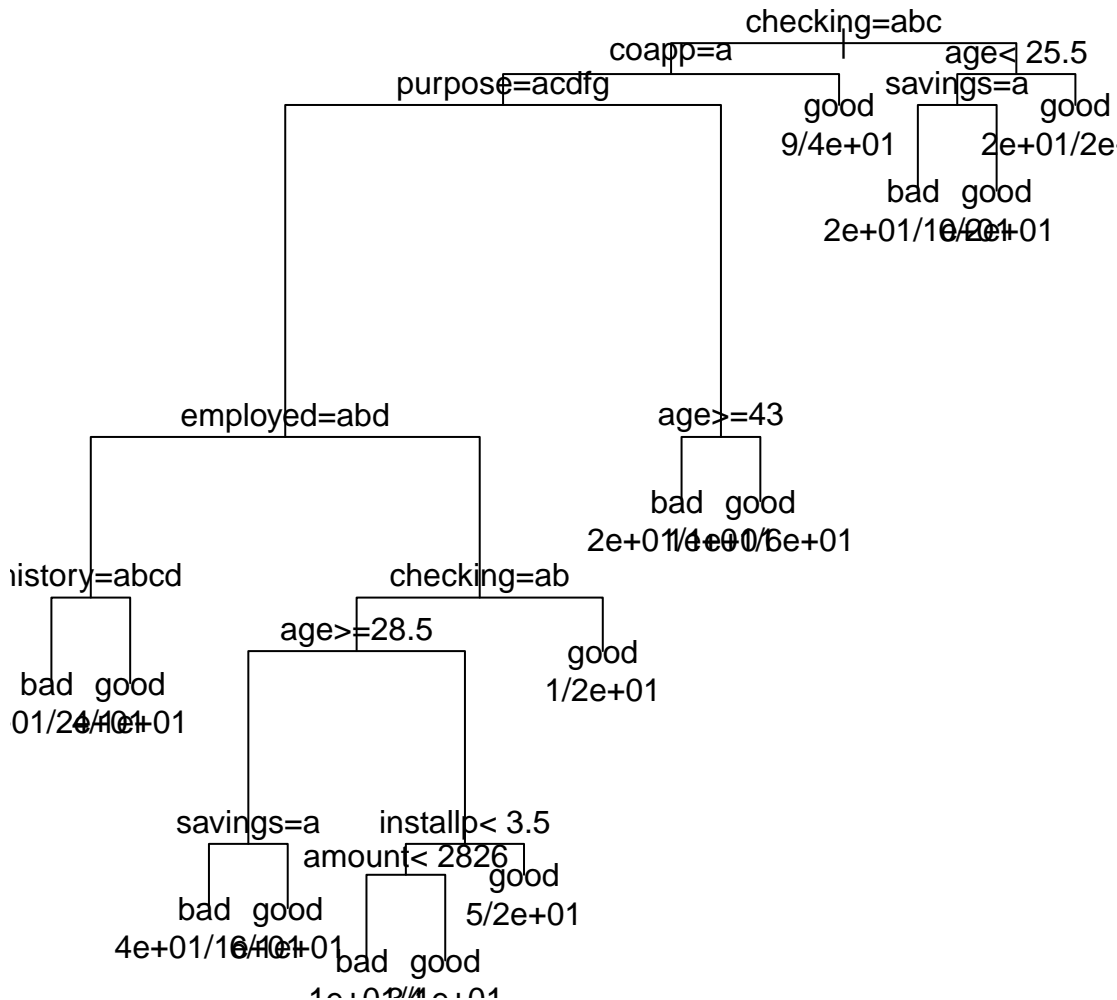 checking=abc
coapp=a
age< 25.5
purpose=acdfg
savings=a
good
9/4e+01
good
bad
good
employed=abd
age>=43
bad
good
checking=ab
age>=28.5
good
1/2e+01
bad
good
savings=a
installp< 3.5
amount< 2826
good
5/2e+01
bad
good
bad
good